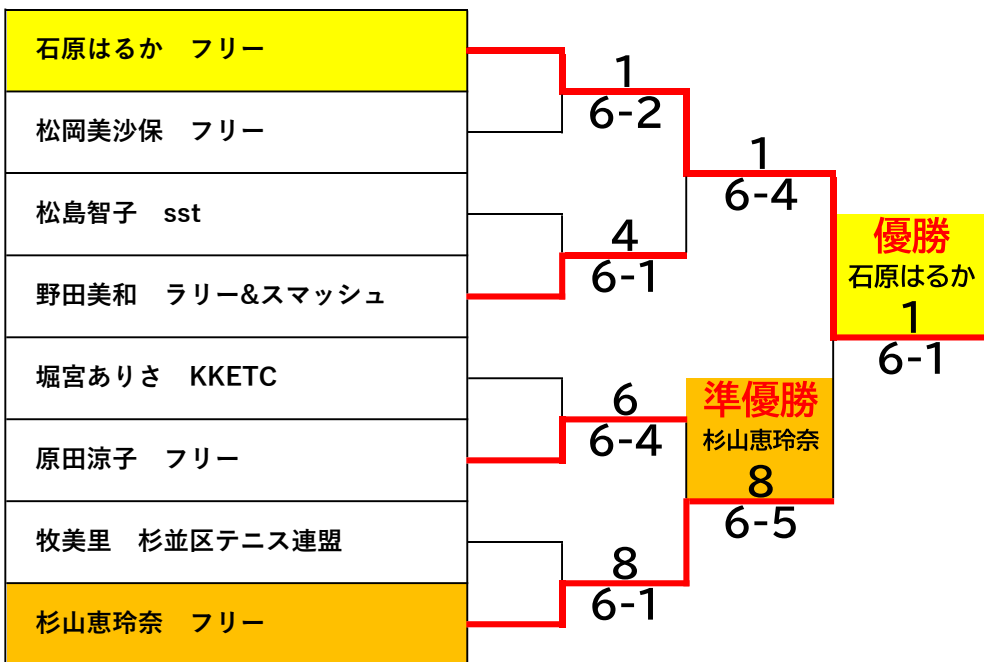 石原はるか　フリー
松岡美沙保　フリー
松島智子　sst
野田美和　ラリー&スマッシュ
堀宮ありさ　KKETC
原田涼子　フリー
牧美里　杉並区テニス連盟
杉山恵玲奈　フリー
1
6-2
4
6-1
6
6-4
8
6-1
1
6-4
準優勝
杉山恵玲奈
8
6-5
優勝
石原はるか
1
6-1